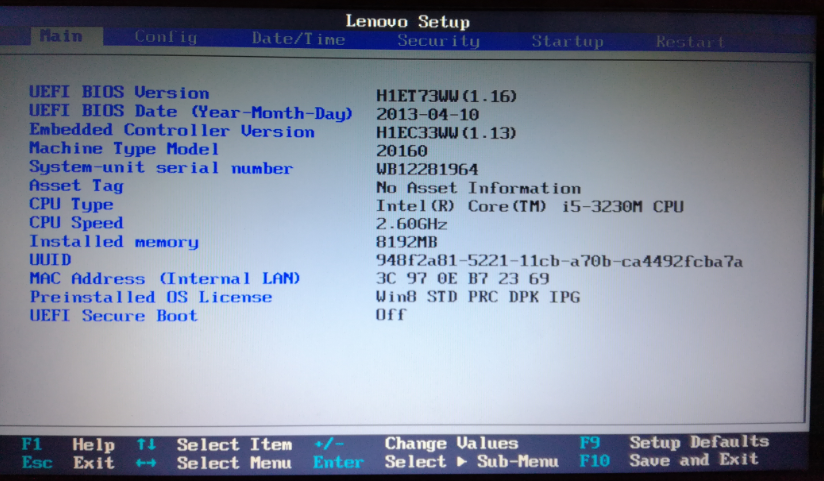 Lenovo Setup
Main Config Date/Time Security Startup Restart
UEFI BIOS Version H1ET73WW(1.16)
UEFI BIOS Date (Year-Month-Day) 2013-04-10
Embedded Controller Version H1EC33WW(1.13)
Machine Type Model 20160
System-unit serial number WB12281964
Asset Tag No Asset Information
CPU Type Intel(R) Core(TM) i5-3230M CPU
CPU Speed 2.60GHz
Installed memory 8192MB
UUID 948f2a81-5221-11cb-a70b-ca4492fcba7a
MAC Address (Internal LAN) 3C 97 0E B7 23 69
Preinstalled OS License Win8 STD PRC DPK IPG
UEFI Secure Boot Off
F1 Help ↑↓ Select Item +/- Change Values F9 Setup Defaults
Esc Exit ←→ Select Menu Enter Select ▶ Sub-Menu F10 Save and Exit